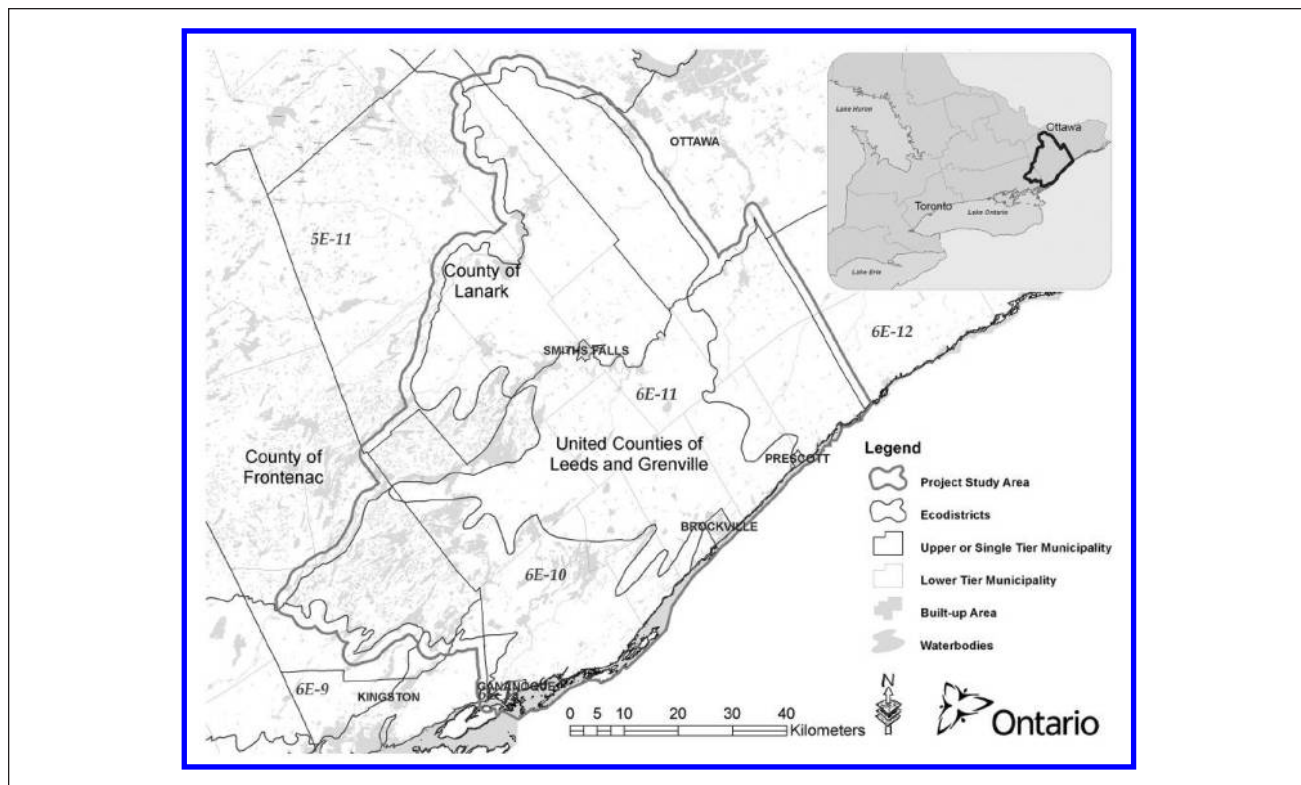 OTTAWA
5E-11
County of
Lanark
6E-12
SMITHS FALLS
6E-11
County of
Frontenac
United Counties of
Leeds and Grenville
PRESCOTT
BROCKVILLE
6E-10
6E-9
KINGSTON
GANANOQUE
Lake Huron
Ottawa
Toronto
Lake Ontario
Lake Erie
Legend
Project Study Area
Ecodistricts
Upper or Single Tier Municipality
Lower Tier Municipality
Built-up Area
Waterbodies
N
0 5 10 20 30 40
Kilometers
Ontario